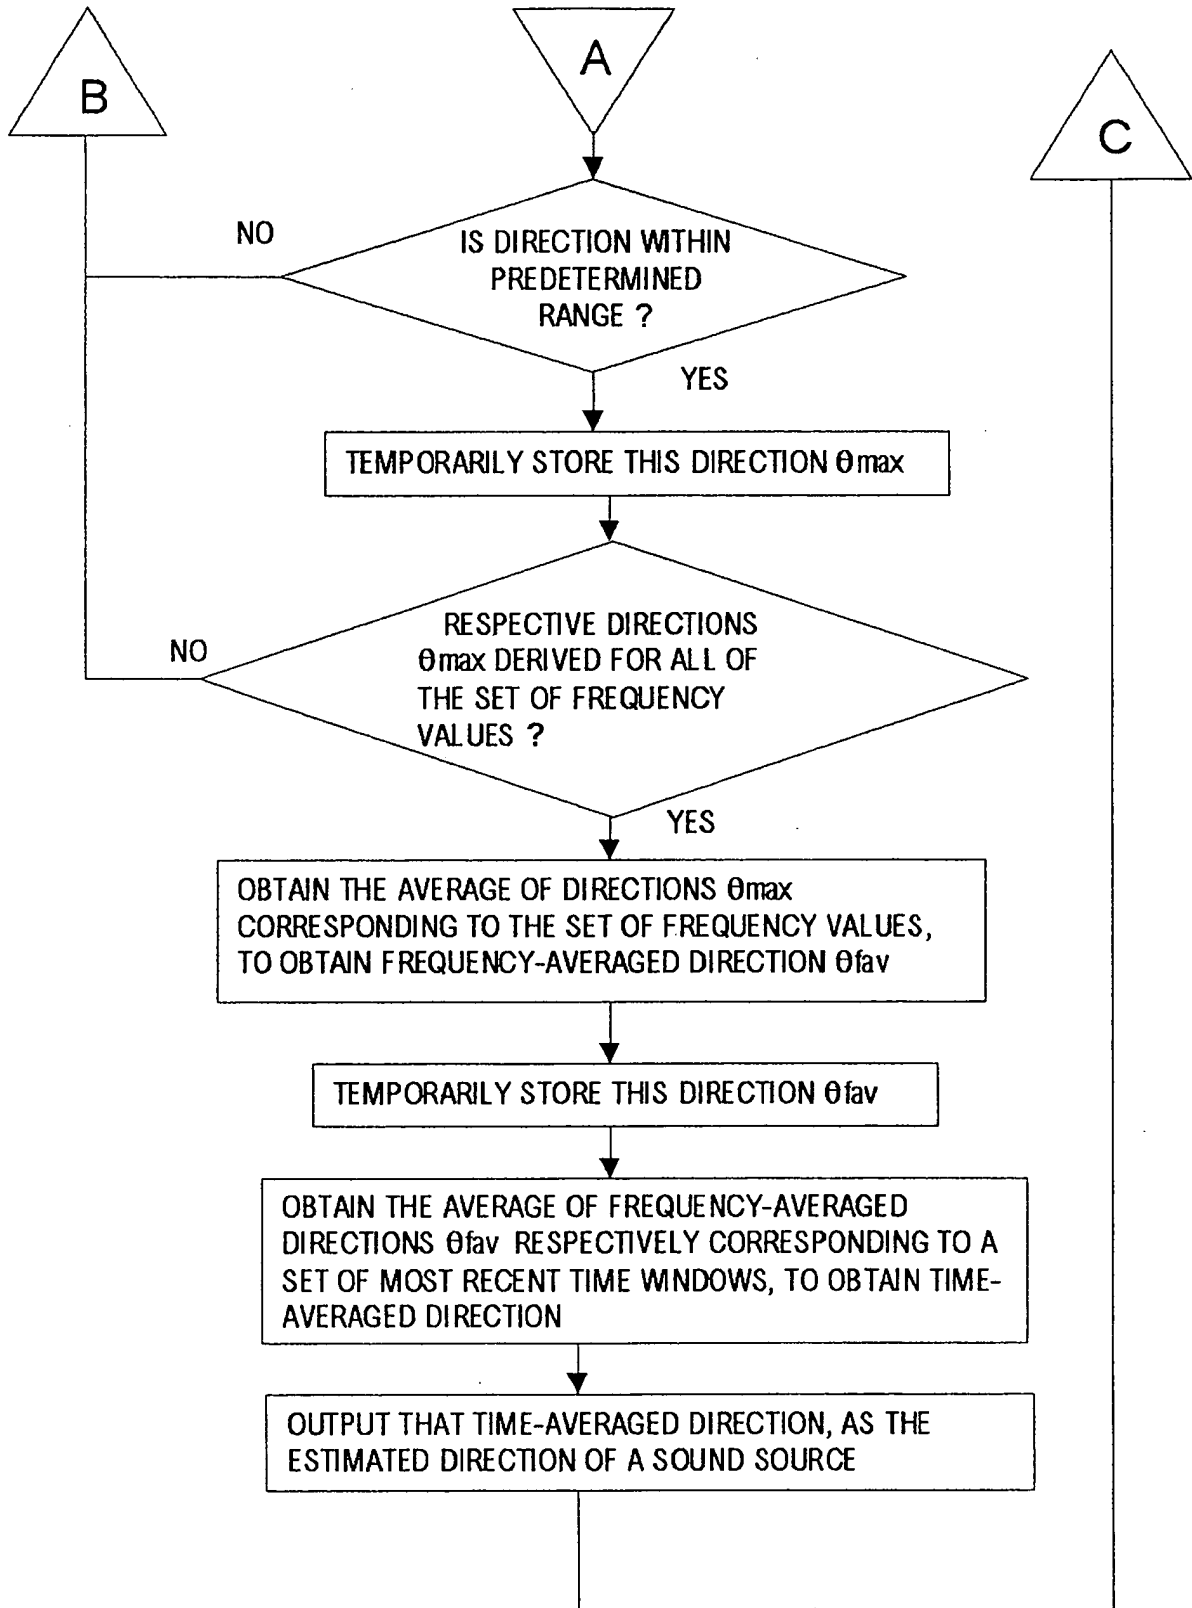 B
A
C
NO
IS DIRECTION WITHIN
PREDETERMINED
RANGE ?
YES
TEMPORARILY STORE THIS DIRECTION θmax
RESPECTIVE DIRECTIONS
θmax DERIVED FOR ALL OF
THE SET OF FREQUENCY
VALUES ?
NO
YES
OBTAIN THE AVERAGE OF DIRECTIONS θmax
CORRESPONDING TO THE SET OF FREQUENCY VALUES,
TO OBTAIN FREQUENCY-AVERAGED DIRECTION θfav
TEMPORARILY STORE THIS DIRECTION θfav
OBTAIN THE AVERAGE OF FREQUENCY-AVERAGED
DIRECTIONS θfav RESPECTIVELY CORRESPONDING TO A
SET OF MOST RECENT TIME WINDOWS, TO OBTAIN TIME-
AVERAGED DIRECTION
OUTPUT THAT TIME-AVERAGED DIRECTION, AS THE
ESTIMATED DIRECTION OF A SOUND SOURCE